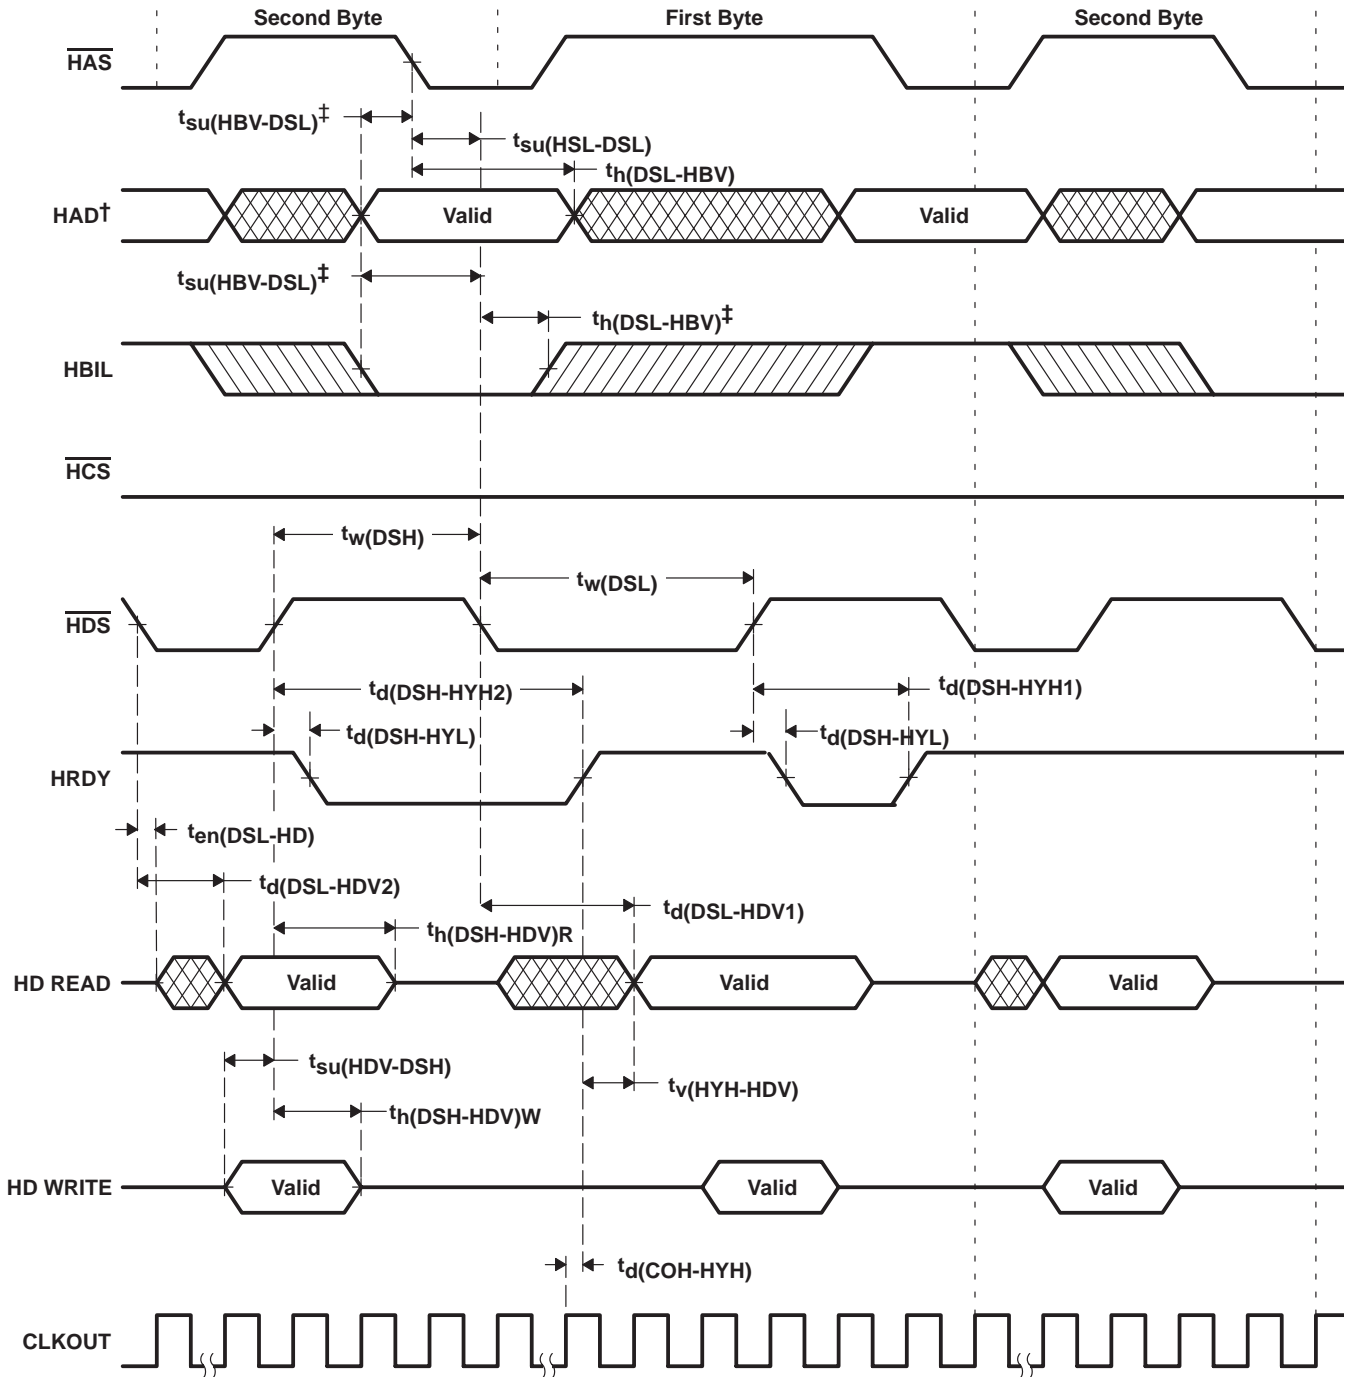 Second Byte First Byte Second Byte
HAS
tsu(HBV-DSL)‡
tsu(HSL-DSL)
th(DSL-HBV)
HAD† Valid Valid
tsu(HBV-DSL)‡
th(DSL-HBV)‡
HBIL
HCS
tw(DSH)
tw(DSL)
HDS
td(DSH-HYH2) td(DSH-HYH1)
td(DSH-HYL) td(DSH-HYL)
HRDY
ten(DSL-HD)
td(DSL-HDV2)
td(DSL-HDV1)
th(DSH-HDV)R
HD READ Valid Valid Valid
tsu(HDV-DSH)
tv(HYH-HDV)
th(DSH-HDV)W
HD WRITE Valid Valid Valid
td(COH-HYH)
CLKOUT